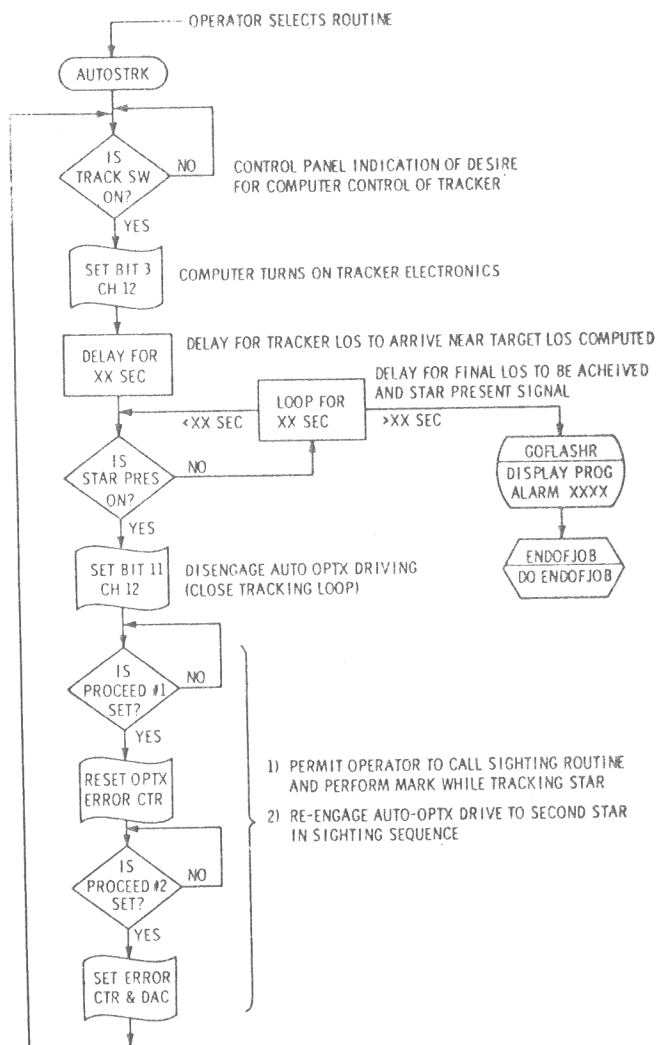 OPERATOR SELECTS ROUTINE
AUTOSTRK
IS
TRACK SW
ON?
NO
CONTROL PANEL INDICATION OF DESIRE
FOR COMPUTER CONTROL OF TRACKER
YES
SET BIT 3
CH 12
COMPUTER TURNS ON TRACKER ELECTRONICS
DELAY FOR
XX SEC
DELAY FOR TRACKER LOS TO ARRIVE NEAR TARGET LOS COMPUTED
LOOP FOR
XX SEC
<XX SEC
>XX SEC
DELAY FOR FINAL LOS TO BE ACHEIVED
AND STAR PRESENT SIGNAL
IS
STAR PRES
ON?
NO
GOFLASHR
DISPLAY PROG
ALARM XXXX
YES
ENDOFJOB
DO ENDOFJOB
SET BIT 11
CH 12
DISENGAGE AUTO OPTX DRIVING
(CLOSE TRACKING LOOP)
IS
PROCEED #1
SET?
NO
YES
RESET OPTX
ERROR CTR
1) PERMIT OPERATOR TO CALL SIGHTING ROUTINE
AND PERFORM MARK WHILE TRACKING STAR
2) RE-ENGAGE AUTO-OPTX DRIVE TO SECOND STAR
IN SIGHTING SEQUENCE
IS
PROCEED #2
SET?
NO
YES
SET ERROR
CTR & DAC